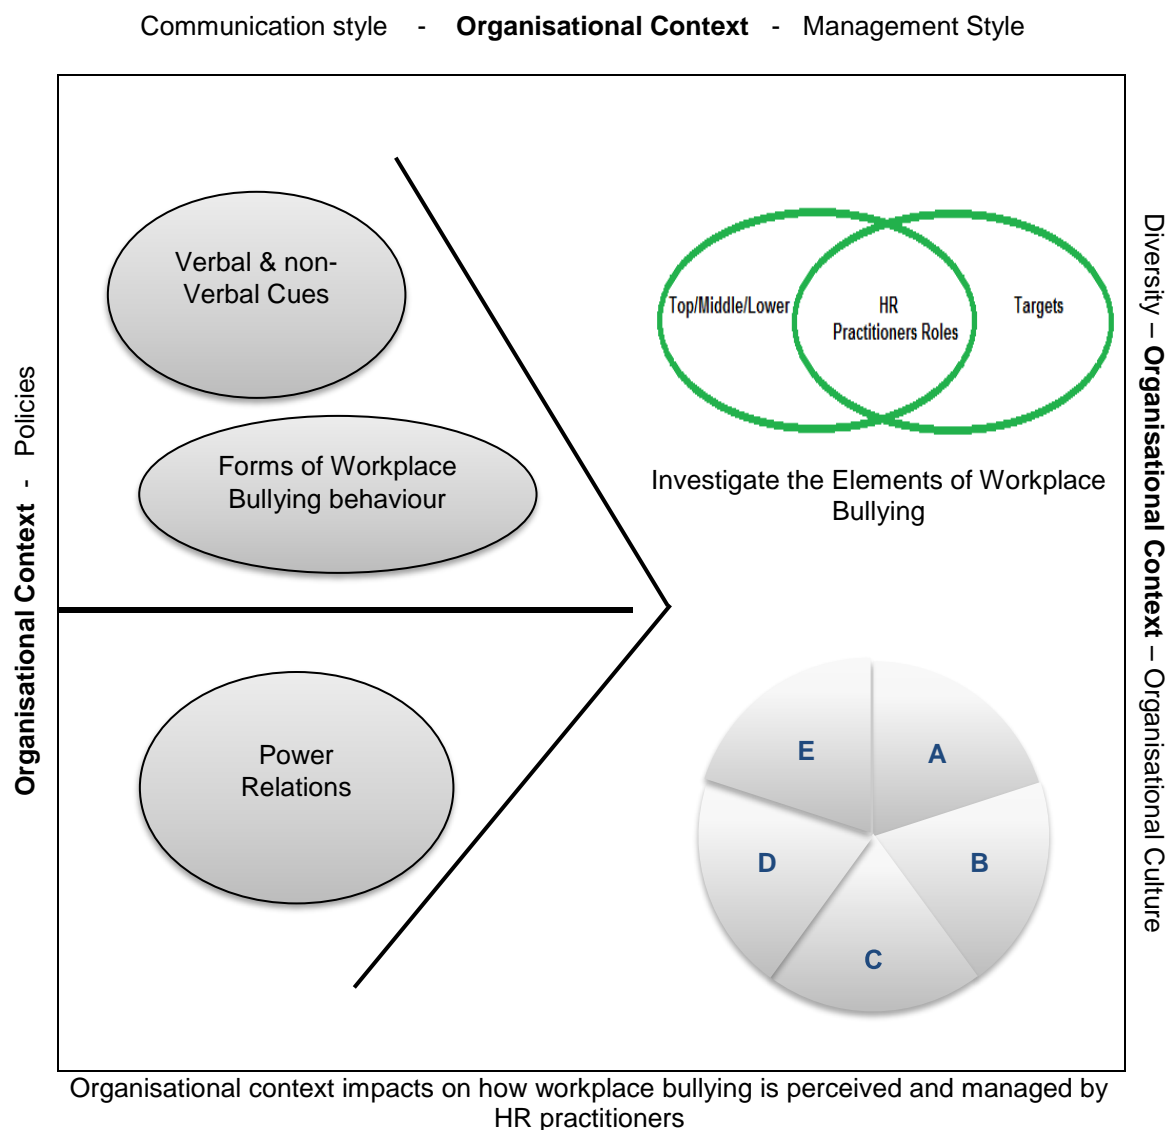 Communication style - Organisational Context - Management Style
Organisational Context - Policies
Verbal & non-
Verbal Cues
Forms of Workplace
Bullying behaviour
Power
Relations
Top/Middle/Lower
HR
Practitioners Roles
Targets
Investigate the Elements of Workplace
Bullying
E
A
D
B
C
Diversity – Organisational Context – Organisational Culture
Organisational context impacts on how workplace bullying is perceived and managed by
HR practitioners